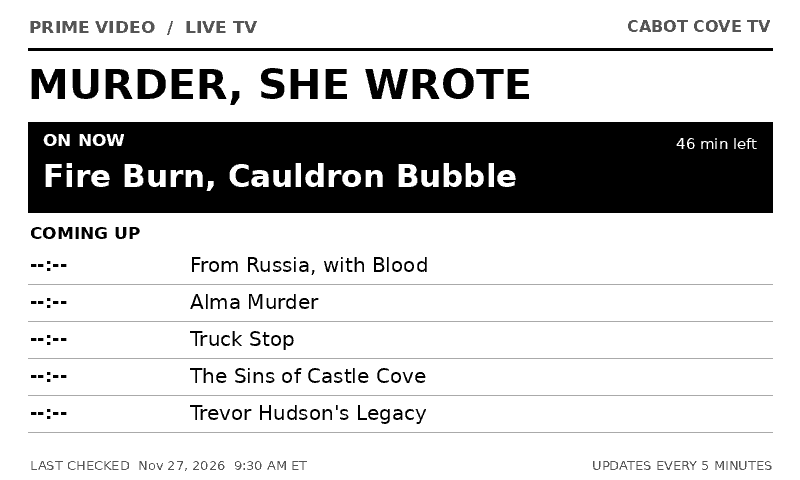 PRIME VIDEO / LIVE TV
CABOT COVE TV
MURDER, SHE WROTE
ON NOW
46 min left
Fire Burn, Cauldron Bubble
COMING UP
--:-- From Russia, with Blood
--:-- Alma Murder
--:-- Truck Stop
--:-- The Sins of Castle Cove
--:-- Trevor Hudson's Legacy
LAST CHECKED Nov 27, 2026 9:30 AM ET
UPDATES EVERY 5 MINUTES